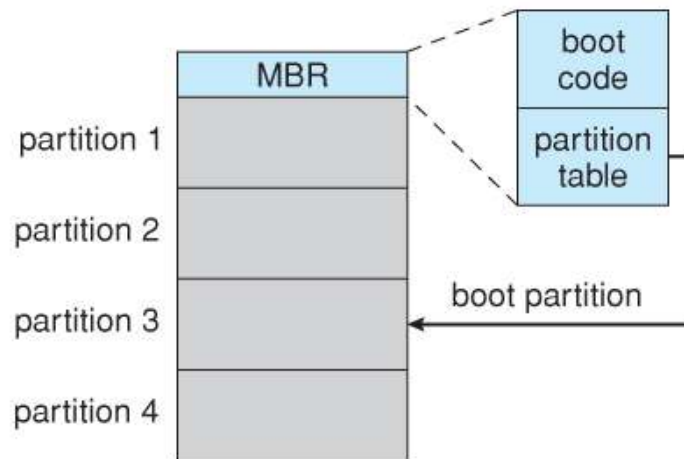 MBR
boot
code
partition
table
partition 1
partition 2
boot partition
partition 3
partition 4